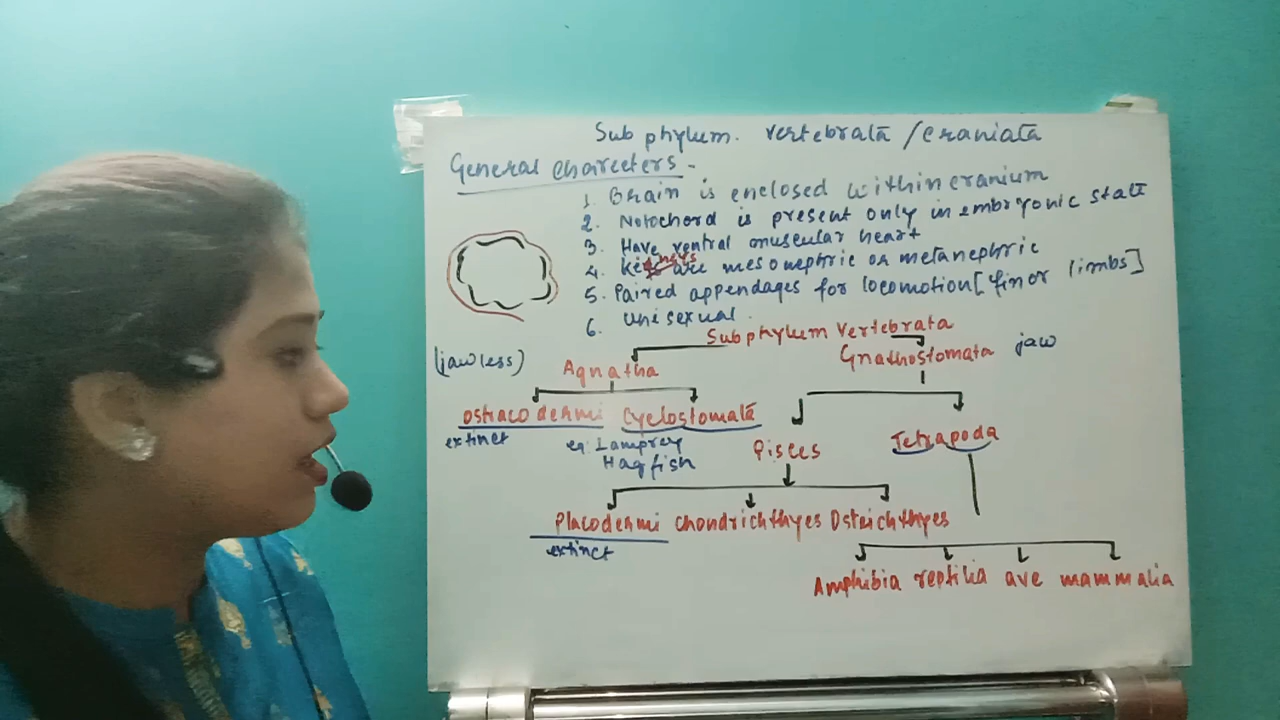 Sub phylum. vertebrata /craniata
General Charecters -
1. Brain is enclosed within cranium
2. Notochord is present only in embryonic state
3. Have ventral muscular heart
4. are mesonephric or metanephric
5. Paired appendages for locomotion[fin or limbs]
6. unisexual.
Subphylum Vertebrata
(jawless) Agnatha Gnathostomata jaw
ostracodermi Cyclostomata
extinct eg: Lamprey
Hagfish
Pisces Tetrapoda
Placodermi chondrichthyes Osteichthyes
extinct
Amphibia reptilia ave mammalia